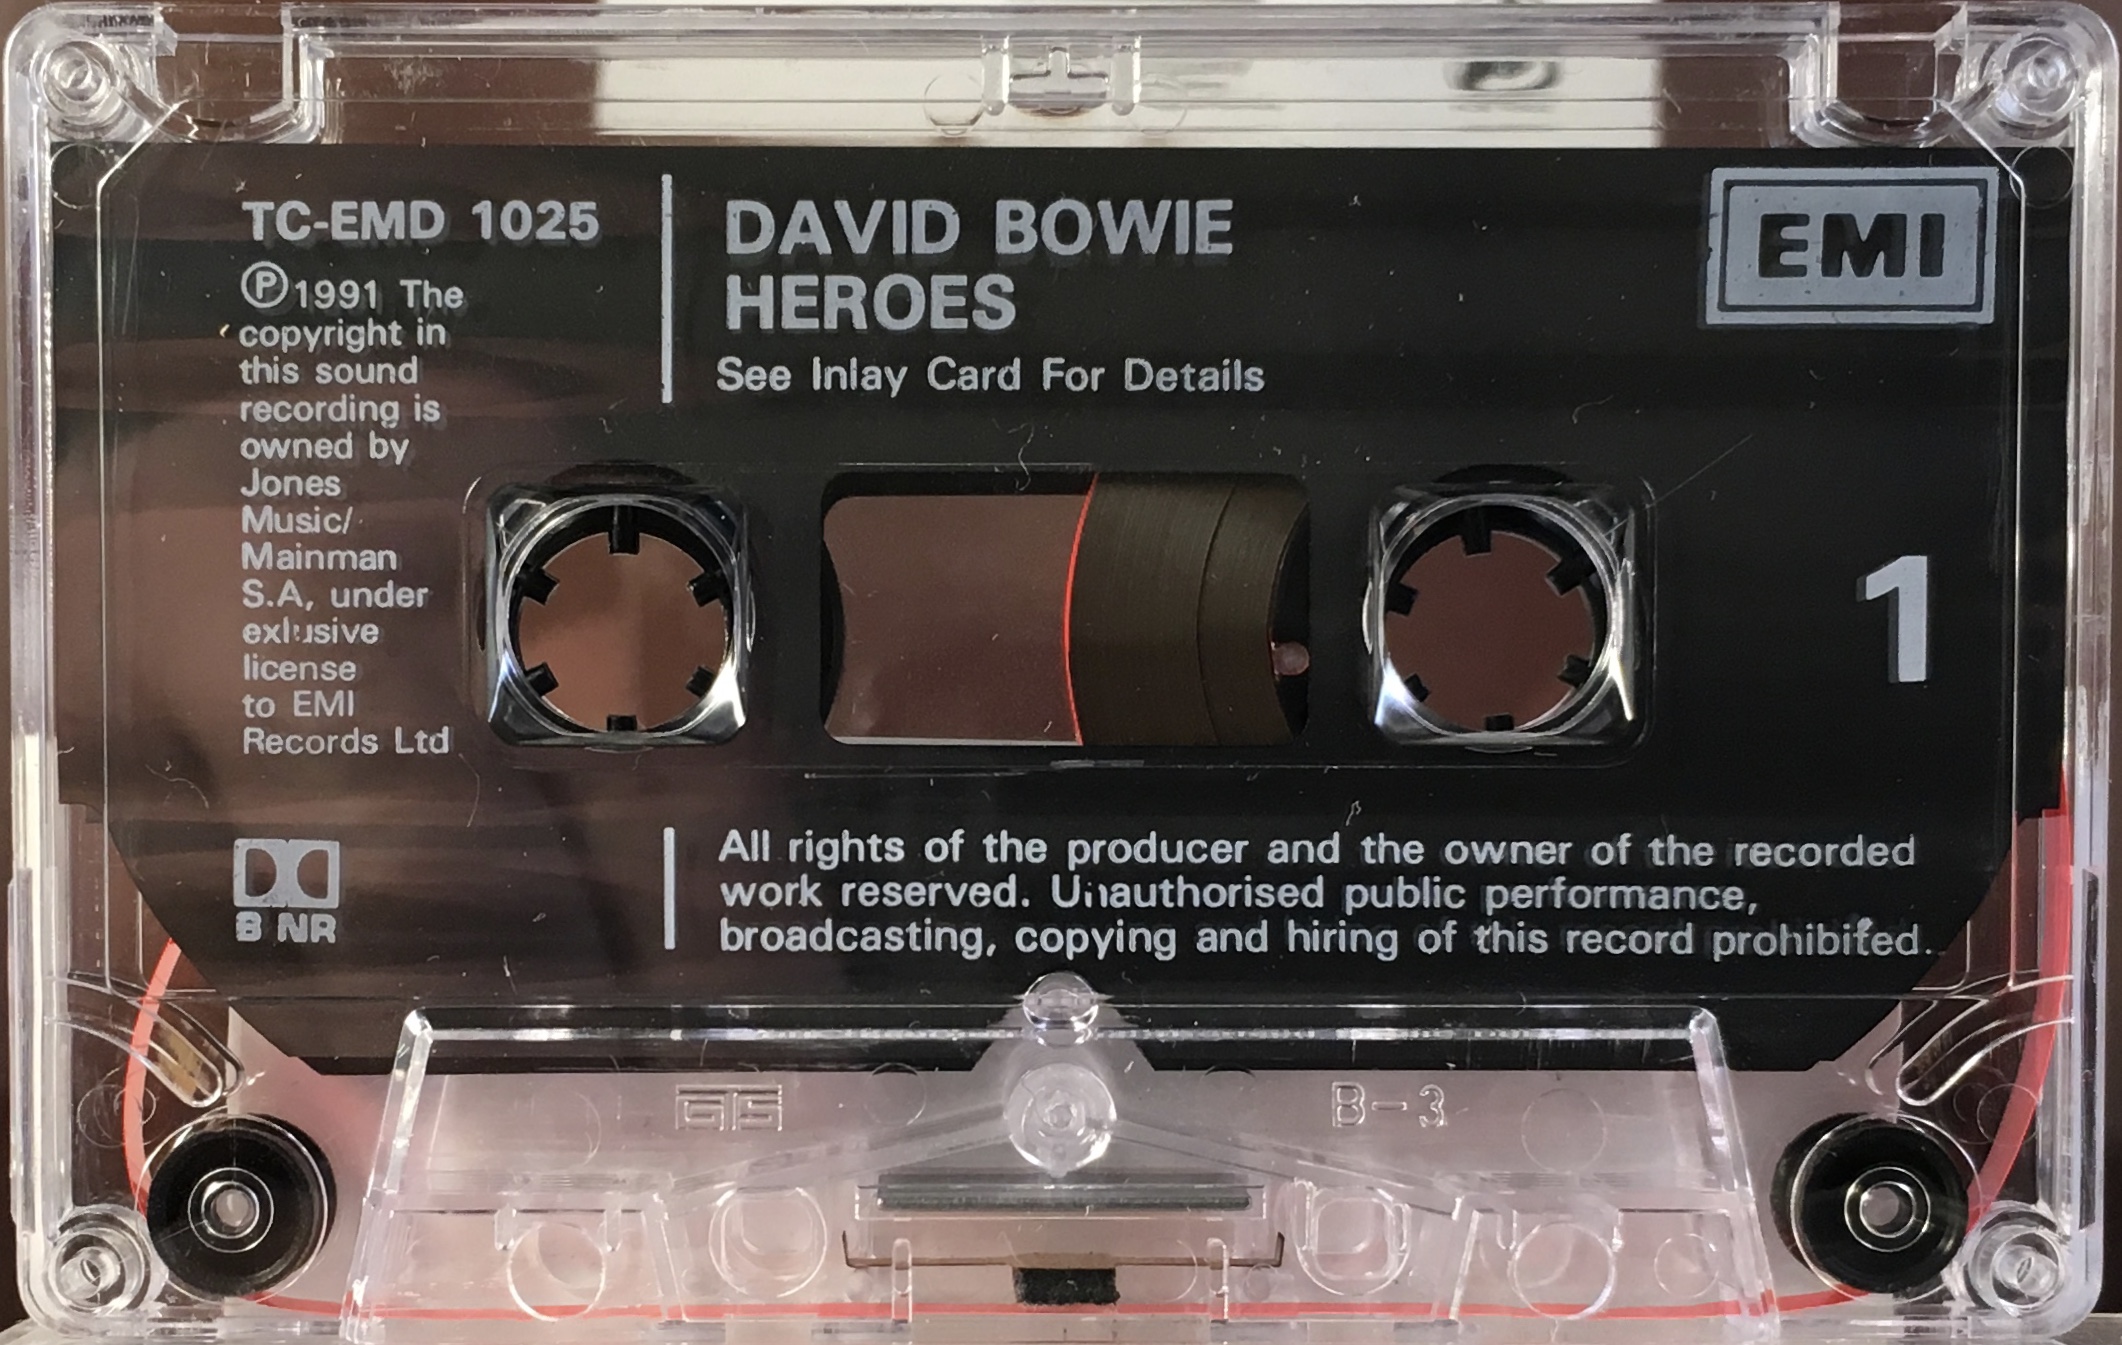 TC-EMD 1025
℗1991 The
copyright in
this sound
recording is
owned by
Jones
Music/
Mainman
S.A, under
exlusive
license
to EMI
Records Ltd
DAVID BOWIE
HEROES
See Inlay Card For Details
EMI
1
B NR
All rights of the producer and the owner of the recorded
work reserved. Unauthorised public performance,
broadcasting, copying and hiring of this record prohibited.
GTS
B-3